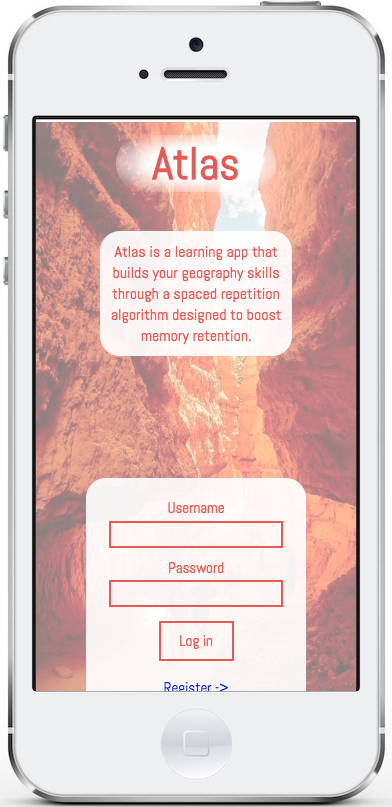 Atlas
Atlas is a learning app that
builds your geography skills
through a spaced repetition
algorithm designed to boost
memory retention.
Username
Password
Log in
Register ->